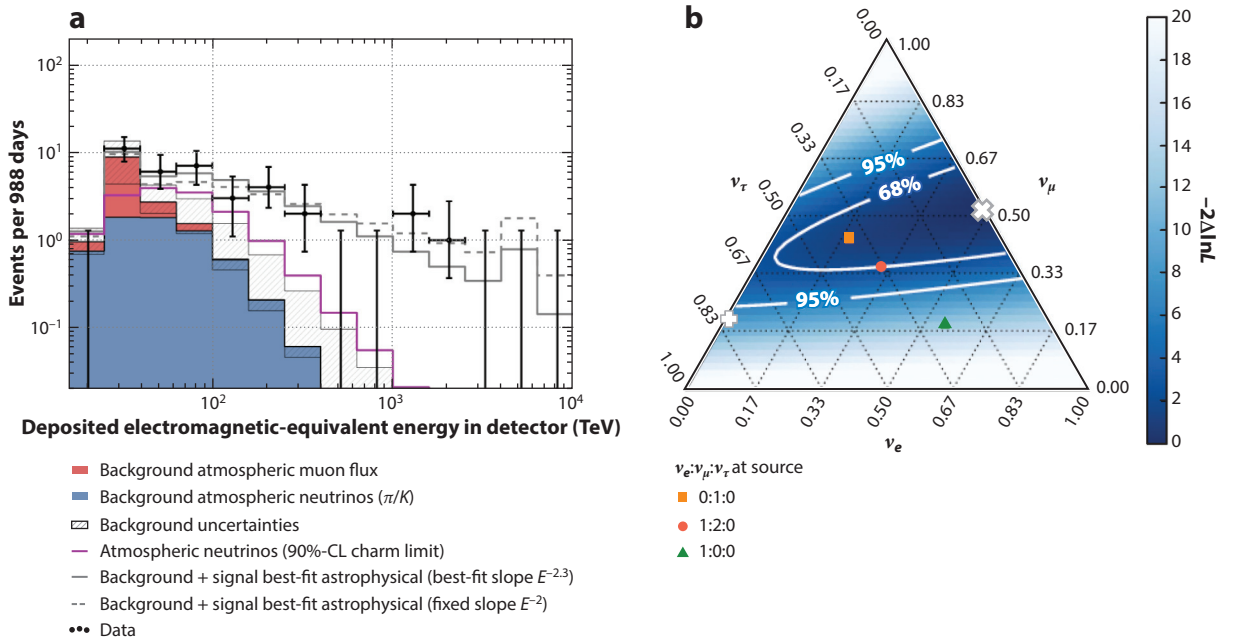 a
Events per 988 days
10²
10¹
10⁰
10⁻¹
10²
10³
10⁴
Deposited electromagnetic-equivalent energy in detector (TeV)
Background atmospheric muon flux
Background atmospheric neutrinos (π/K)
Background uncertainties
Atmospheric neutrinos (90%-CL charm limit)
Background + signal best-fit astrophysical (best-fit slope E⁻²·³)
Background + signal best-fit astrophysical (fixed slope E⁻²)
Data
b
0.00
0.17
0.33
0.50
0.67
0.83
1.00
ντ
1.00
0.83
0.67
0.50
0.33
0.17
0.00
νμ
95%
68%
95%
0.00
0.17
0.33
0.50
0.67
0.83
1.00
νe
νe:νμ:ντ at source
0:1:0
1:2:0
1:0:0
20
18
16
14
12
10
8
6
4
2
0
−2ΔlnL